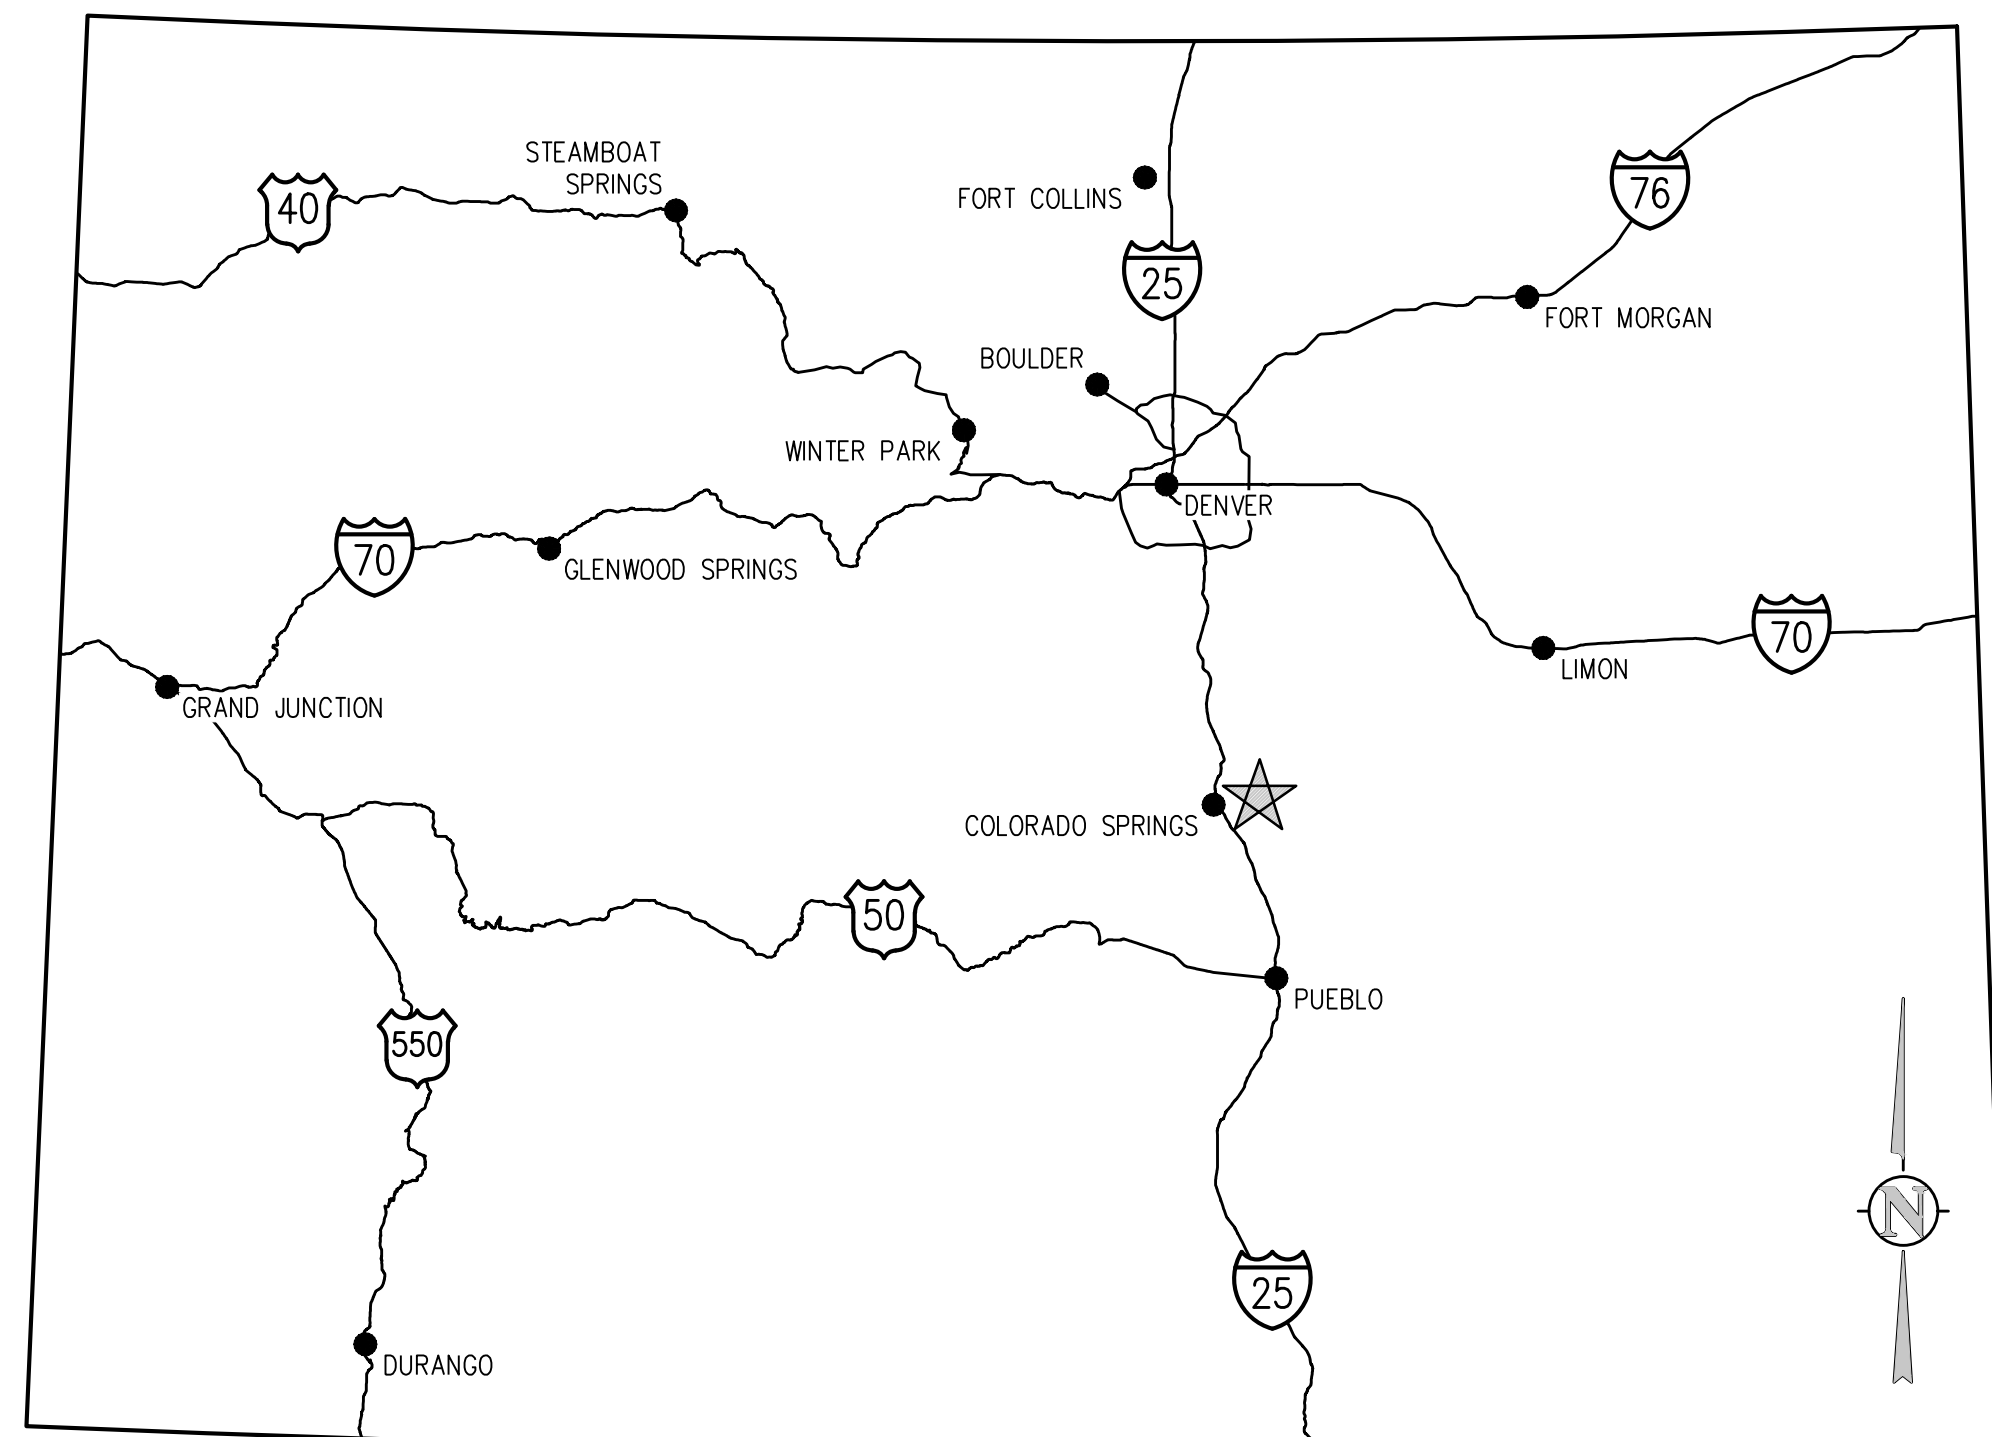 STEAMBOAT
SPRINGS
40
FORT COLLINS
76
25
FORT MORGAN
BOULDER
WINTER PARK
DENVER
70
GLENWOOD SPRINGS
70
LIMON
GRAND JUNCTION
COLORADO SPRINGS
50
PUEBLO
550
N
25
DURANGO